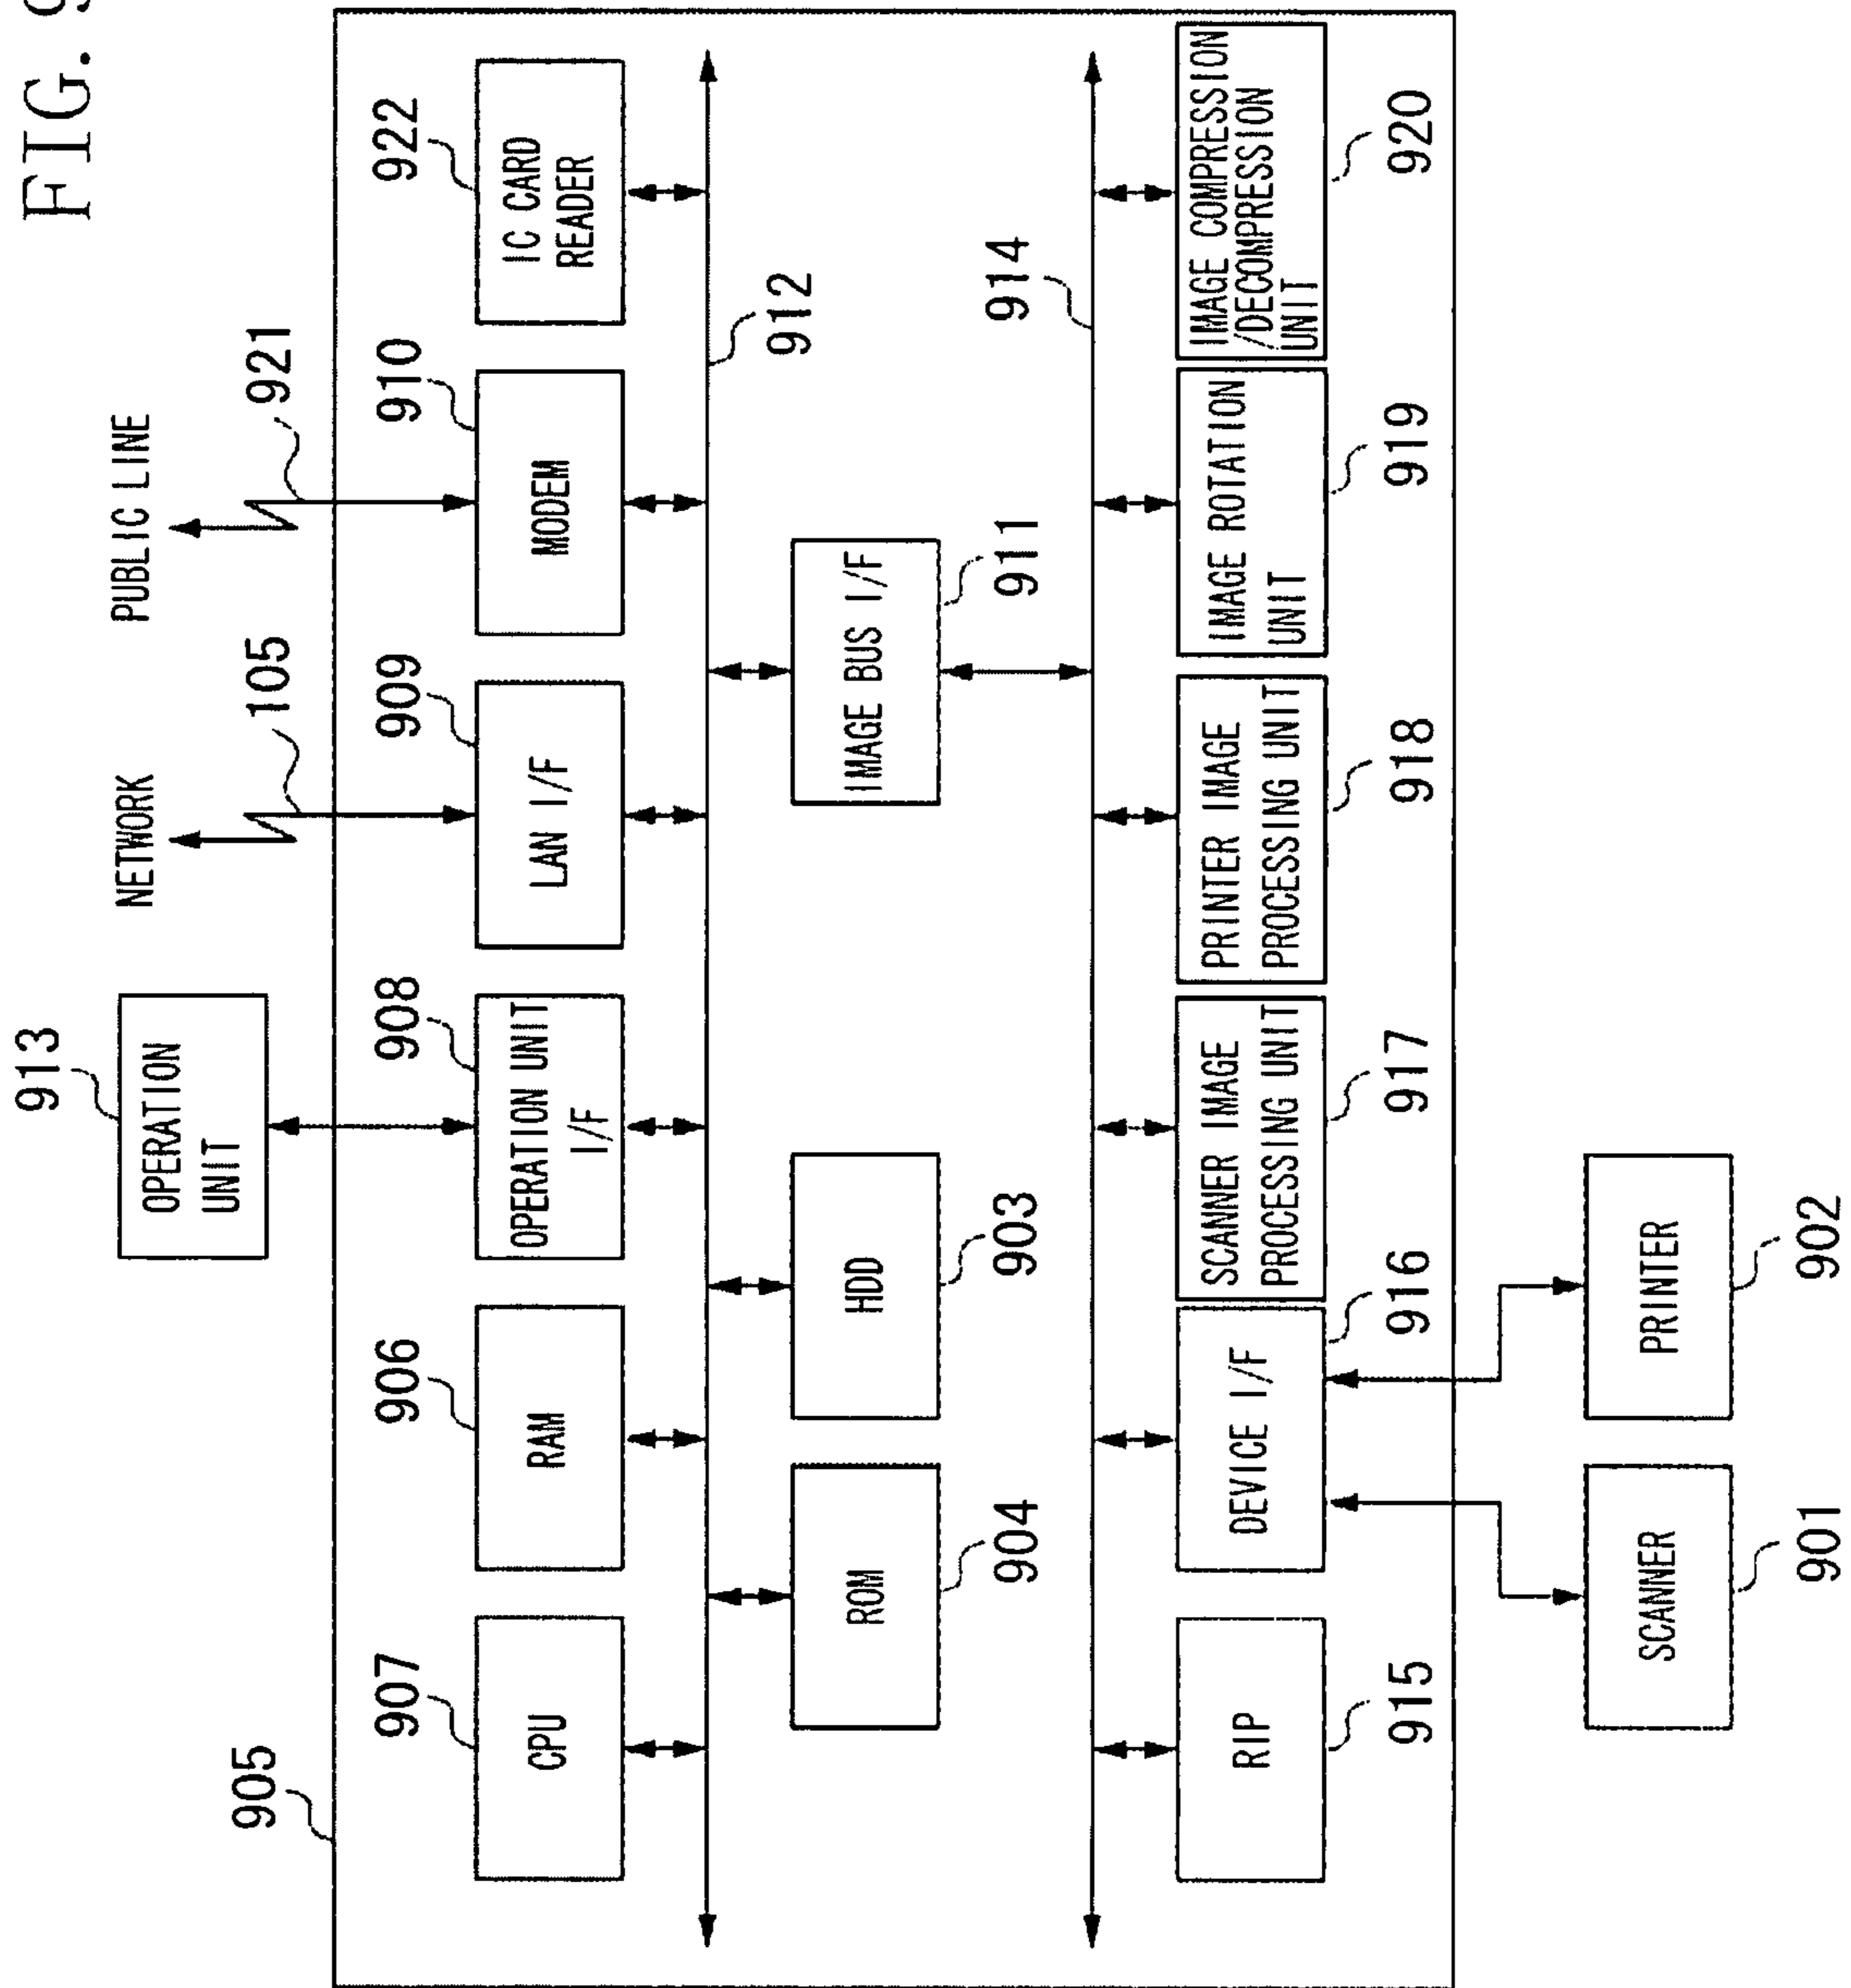 FIG. 9
913
OPERATION
UNIT
NETWORK
PUBLIC LINE
105
921
905
907
CPU
906
RAM
908
OPERATION UNIT
I/F
909
LAN I/F
910
MODEM
922
IC CARD
READER
912
ROM
904
HDD
903
IMAGE BUS I/F
911
914
RIP
915
DEVICE I/F
916
SCANNER IMAGE
PROCESSING UNIT
917
PRINTER IMAGE
PROCESSING UNIT
918
IMAGE ROTATION
UNIT
919
IMAGE COMPRESSION
/DECOMPRESSION
UNIT
920
SCANNER
901
PRINTER
902